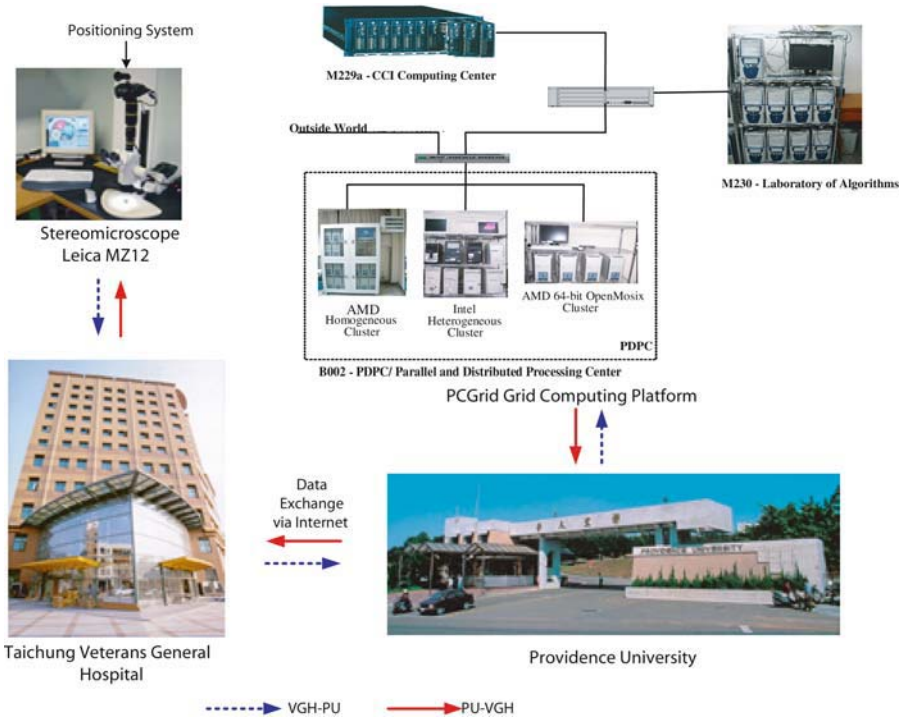 Positioning System
M229a - CCI Computing Center
Outside World
M230 - Laboratory of Algorithms
Stereomicroscope
Leica MZ12
AMD
Homogeneous
Cluster
Intel
Heterogeneous
Cluster
AMD 64-bit OpenMosix
Cluster
PDPC
B002 - PDPC/ Parallel and Distributed Processing Center
PCGrid Grid Computing Platform
Data
Exchange
via Internet
PROVIDENCE UNIVERSITY
Taichung Veterans General
Hospital
Providence University
VGH-PU
PU-VGH